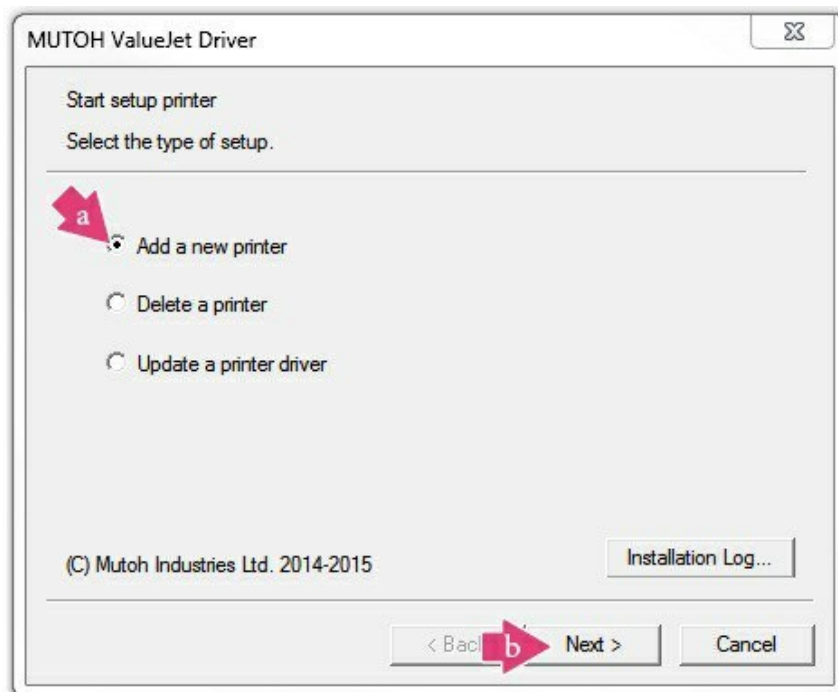 MUTOH ValueJet Driver
Start setup printer
Select the type of setup.
a
Add a new printer
Delete a printer
Update a printer driver
(C) Mutoh Industries Ltd. 2014-2015
Installation Log...
< Bac b Next > Cancel